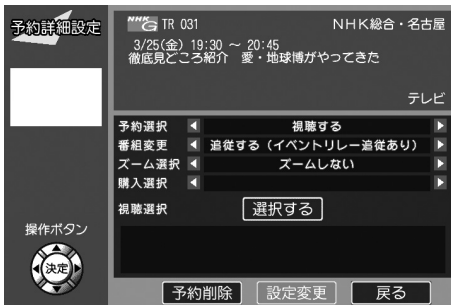 予約詳細設定
NHK G TR 031 NHK総合・名古屋
3/25(金) 19:30 ～ 20:45
徹底見どころ紹介 愛・地球博がやってきた
テレビ
予約選択 ◀ 視聴する ▶
番組変更 ◀ 追従する（イベントリレー追従あり） ▶
ズーム選択 ◀ ズームしない ▶
購入選択 ◀ ▶
視聴選択 選択する
操作ボタン
決定
予約削除 設定変更 戻る